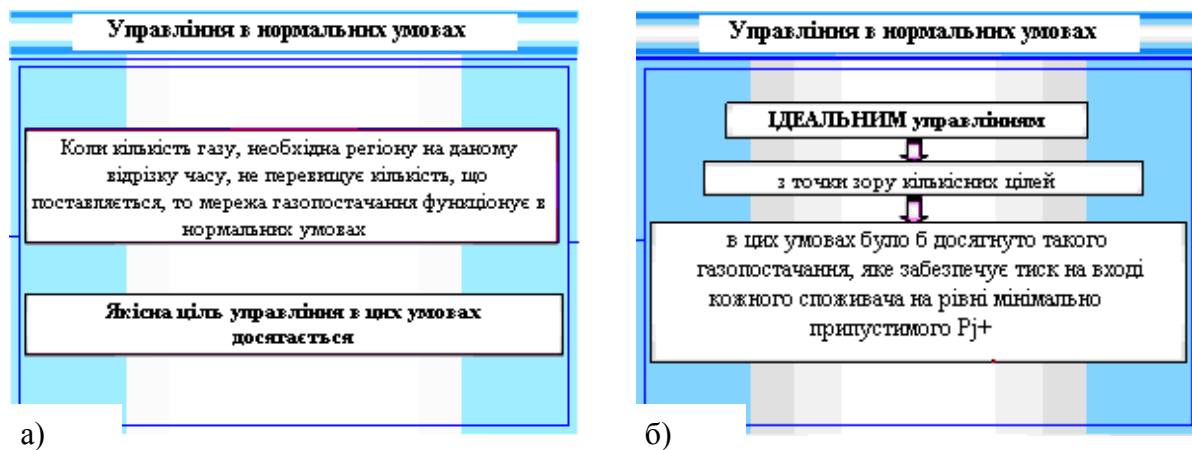 Управління в нормальних умовах
Коли кількість газу, необхідна регіону на даному
відрізку часу, не перевищує кількість, що
поставляється, то мережа газопостачання функціонує в
нормальних умовах
Якісна ціль управління в цих умовах
досягається
а)
Управління в нормальних умовах
ІДЕАЛЬНИМ управлінням
з точки зору кількісних цілей
в цих умовах було б досягнуто такого
газопостачання, яке забезпечує тиск на вході
кожного споживача на рівні мінімально
припустимого Pj+
б)